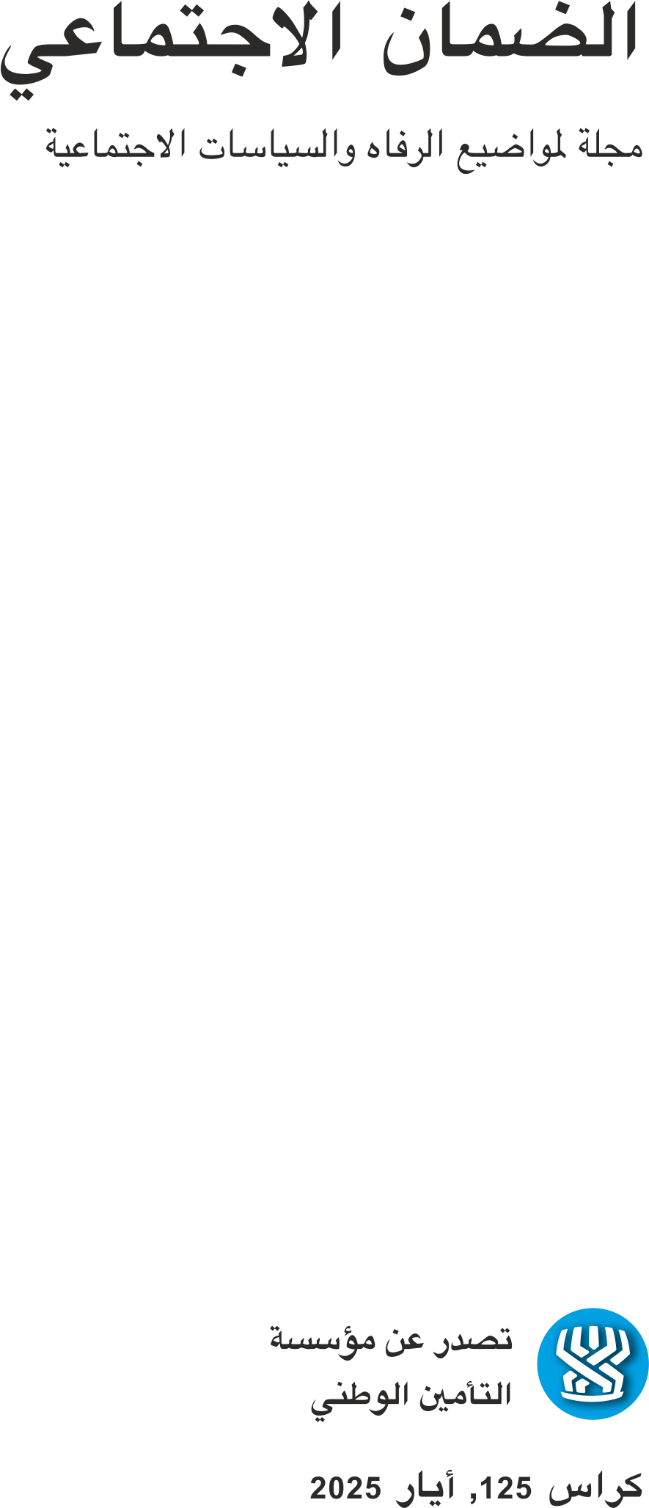 الضمان الاجتماعي
مجلة لمواضيع الرفاه والسياسات الاجتماعية
تصدر عن مؤسسة
التأمين الوطني
كراس 125, أيار 2025